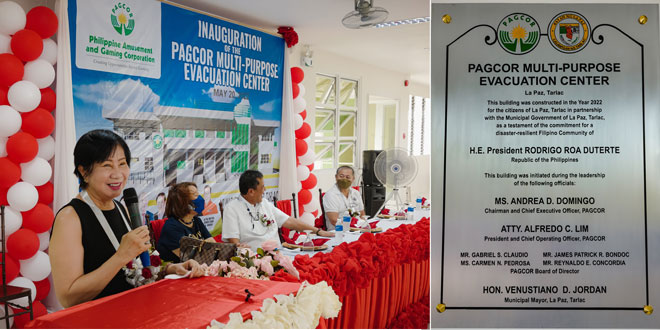 PAGCOR
Philippine Amusement
and Gaming Corporation
INAUGURATION
OF THE
PAGCOR MULTI-PURPOSE
EVACUATION CENTER
MAY 20
PAGCOR
PAGCOR MULTI-PURPOSE
EVACUATION CENTER
La Paz, Tarlac
This building was constructed in the Year 2022
for the citizens of La Paz, Tarlac in partnership
with the Municipal Government of La Paz, Tarlac,
as a testament of the commitment for a
disaster-resilient Filipino Community of
H.E. President RODRIGO ROA DUTERTE
Republic of the Philippines
This building was initiated during the leadership
of the following officials:
MS. ANDREA D. DOMINGO
Chairman and Chief Executive Officer, PAGCOR
ATTY. ALFREDO C. LIM
President and Chief Operating Officer, PAGCOR
MR. GABRIEL S. CLAUDIO MR. JAMES PATRICK R. BONDOC
MS. CARMEN N. PEDROSA MR. REYNALDO E. CONCORDIA
PAGCOR Board of Director
HON. VENUSTIANO D. JORDAN
Municipal Mayor, La Paz, Tarlac